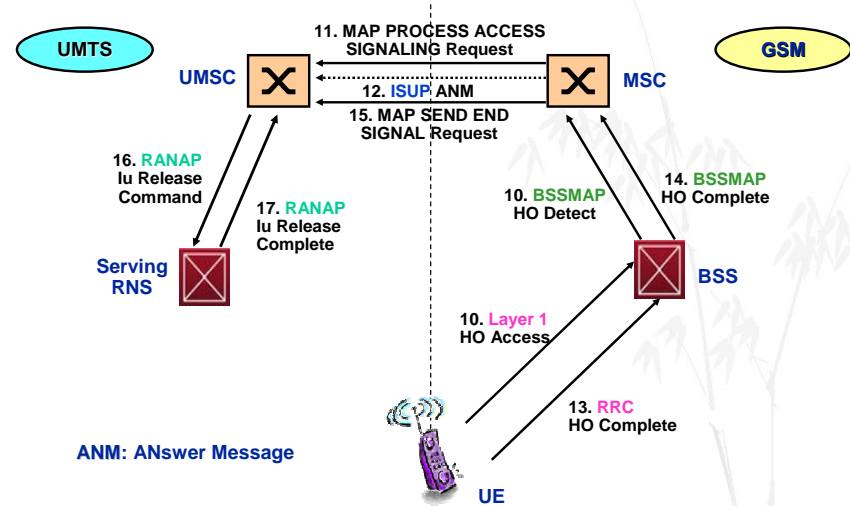 11. MAP PROCESS ACCESS
SIGNALING Request
UMTS
GSM
UMSC
MSC
12. ISUP ANM
15. MAP SEND END
SIGNAL Request
16. RANAP
Iu Release
Command
17. RANAP
Iu Release
Complete
10. BSSMAP
HO Detect
14. BSSMAP
HO Complete
Serving
RNS
BSS
10. Layer 1
HO Access
13. RRC
HO Complete
ANM: ANswer Message
UE